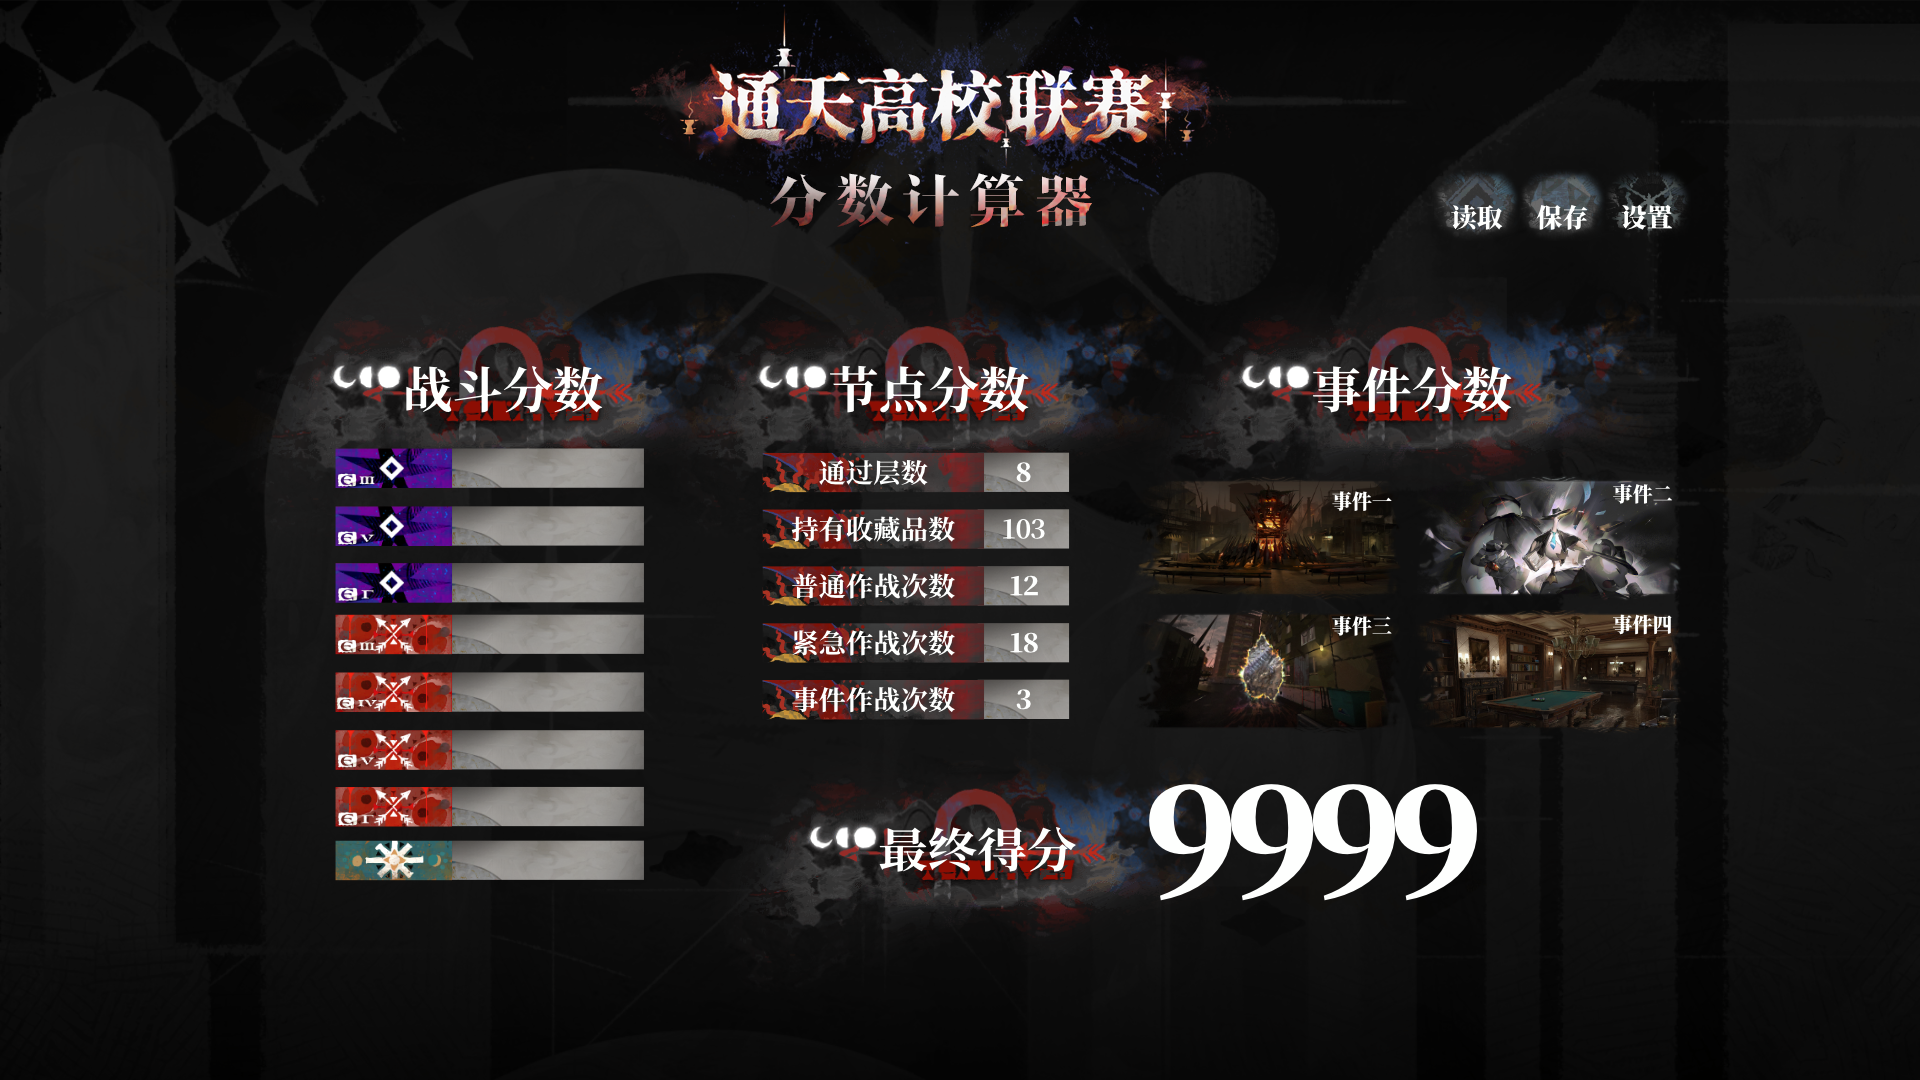 通天高校联赛
分数计算器
读取 保存 设置
战斗分数
III
V
Γ
III
IV
V
Γ
节点分数
通过层数 8
持有收藏品数 103
普通作战次数 12
紧急作战次数 18
事件作战次数 3
事件分数
事件一
事件二
事件三
事件四
最终得分
9999